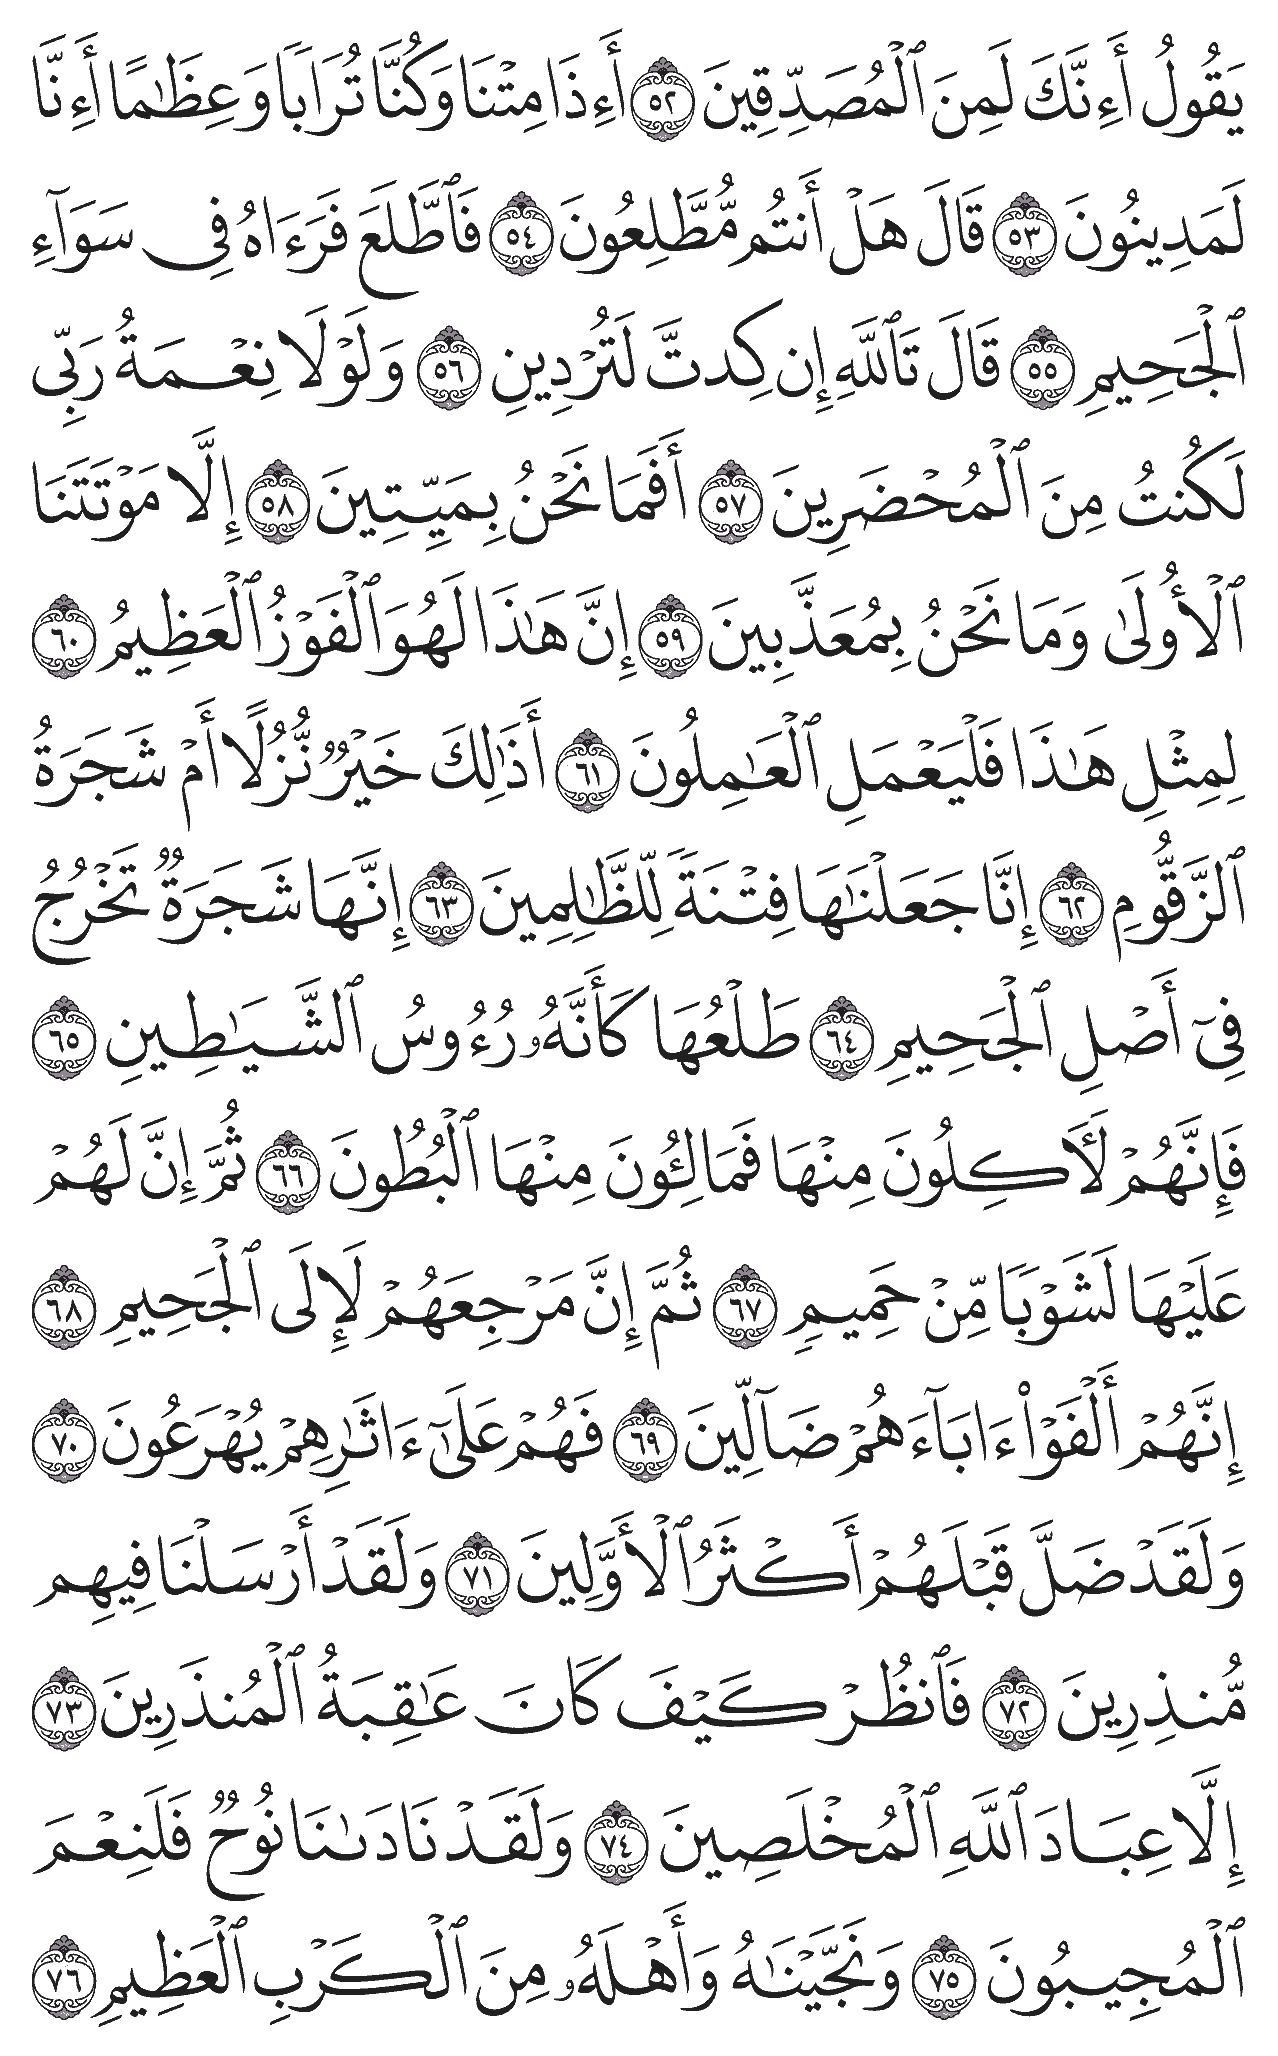 يَقُولُ أَءِنَّكَ لَمِنَ ٱلْمُصَدِّقِينَ ٥٢ أَءِذَا مِتْنَا وَكُنَّا تُرَابًا وَعِظَٰمًا أَءِنَّا
لَمَدِينُونَ ٥٣ قَالَ هَلْ أَنتُم مُّطَّلِعُونَ ٥٤ فَٱطَّلَعَ فَرَءَاهُ فِى سَوَآءِ
ٱلْجَحِيمِ ٥٥ قَالَ تَٱللَّهِ إِن كِدتَّ لَتُرْدِينِ ٥٦ وَلَوْلَا نِعْمَةُ رَبِّى
لَكُنتُ مِنَ ٱلْمُحْضَرِينَ ٥٧ أَفَمَا نَحْنُ بِمَيِّتِينَ ٥٨ إِلَّا مَوْتَتَنَا
ٱلْأُولَىٰ وَمَا نَحْنُ بِمُعَذَّبِينَ ٥٩ إِنَّ هَٰذَا لَهُوَ ٱلْفَوْزُ ٱلْعَظِيمُ ٦٠
لِمِثْلِ هَٰذَا فَلْيَعْمَلِ ٱلْعَٰمِلُونَ ٦١ أَذَٰلِكَ خَيْرٌ نُّزُلًا أَمْ شَجَرَةُ
ٱلزَّقُّومِ ٦٢ إِنَّا جَعَلْنَٰهَا فِتْنَةً لِّلظَّٰلِمِينَ ٦٣ إِنَّهَا شَجَرَةٌ تَخْرُجُ
فِىٓ أَصْلِ ٱلْجَحِيمِ ٦٤ طَلْعُهَا كَأَنَّهُۥ رُءُوسُ ٱلشَّيَٰطِينِ ٦٥
فَإِنَّهُمْ لَءَاكِلُونَ مِنْهَا فَمَالِـُٔونَ مِنْهَا ٱلْبُطُونَ ٦٦ ثُمَّ إِنَّ لَهُمْ
عَلَيْهَا لَشَوْبًا مِّنْ حَمِيمٍ ٦٧ ثُمَّ إِنَّ مَرْجِعَهُمْ لَإِلَى ٱلْجَحِيمِ ٦٨
إِنَّهُمْ أَلْفَوْا۟ ءَابَآءَهُمْ ضَآلِّينَ ٦٩ فَهُمْ عَلَىٰٓ ءَاثَٰرِهِمْ يُهْرَعُونَ ٧٠
وَلَقَدْ ضَلَّ قَبْلَهُمْ أَكْثَرُ ٱلْأَوَّلِينَ ٧١ وَلَقَدْ أَرْسَلْنَا فِيهِم
مُّنذِرِينَ ٧٢ فَٱنظُرْ كَيْفَ كَانَ عَٰقِبَةُ ٱلْمُنذَرِينَ ٧٣
إِلَّا عِبَادَ ٱللَّهِ ٱلْمُخْلَصِينَ ٧٤ وَلَقَدْ نَادَىٰنَا نُوحٌ فَلَنِعْمَ
ٱلْمُجِيبُونَ ٧٥ وَنَجَّيْنَٰهُ وَأَهْلَهُۥ مِنَ ٱلْكَرْبِ ٱلْعَظِيمِ ٧٦